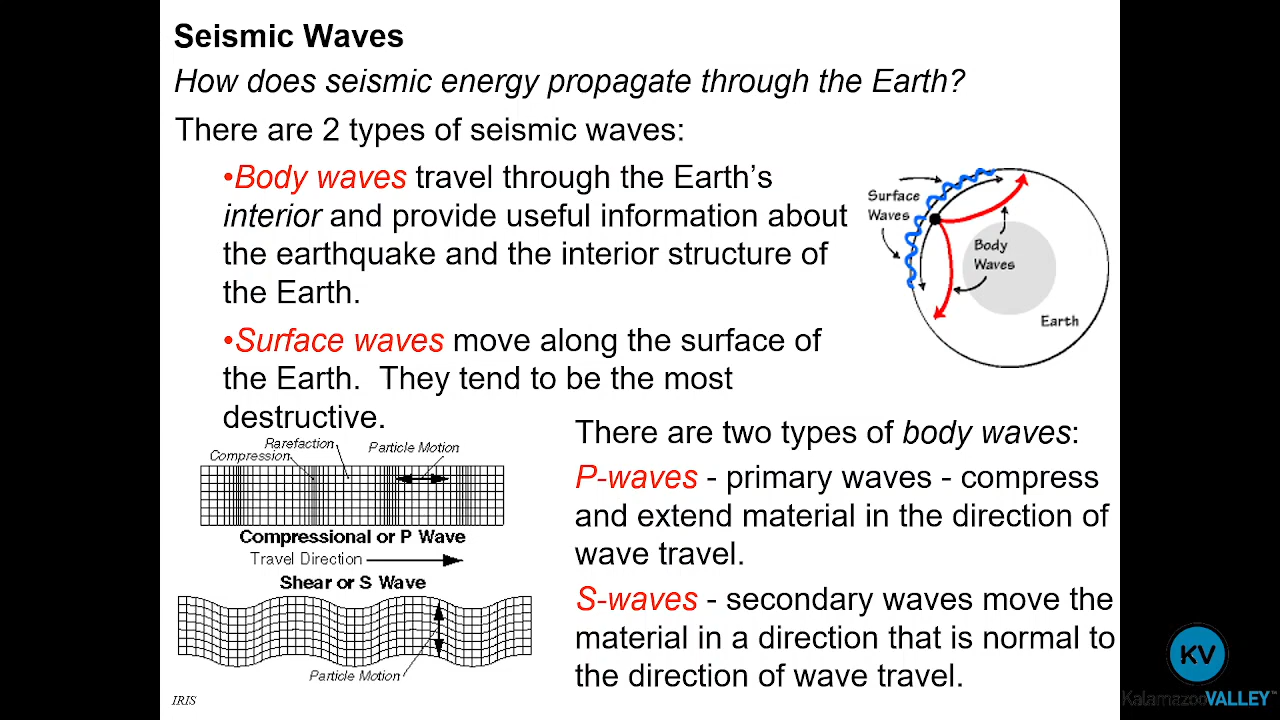 Seismic Waves
How does seismic energy propagate through the Earth?
There are 2 types of seismic waves:
•Body waves travel through the Earth's
interior and provide useful information about
the earthquake and the interior structure of
the Earth.
•Surface waves move along the surface of
the Earth.  They tend to be the most
destructive.
Surface
Waves
Body
Waves
Earth
Rarefaction
Particle Motion
Compression
Compressional or P Wave
Travel Direction
Shear or S Wave
Particle Motion
IRIS
There are two types of body waves:
P-waves - primary waves - compress
and extend material in the direction of
wave travel.
S-waves - secondary waves move the
material in a direction that is normal to
the direction of wave travel.
KV
KalamazooVALLEY™